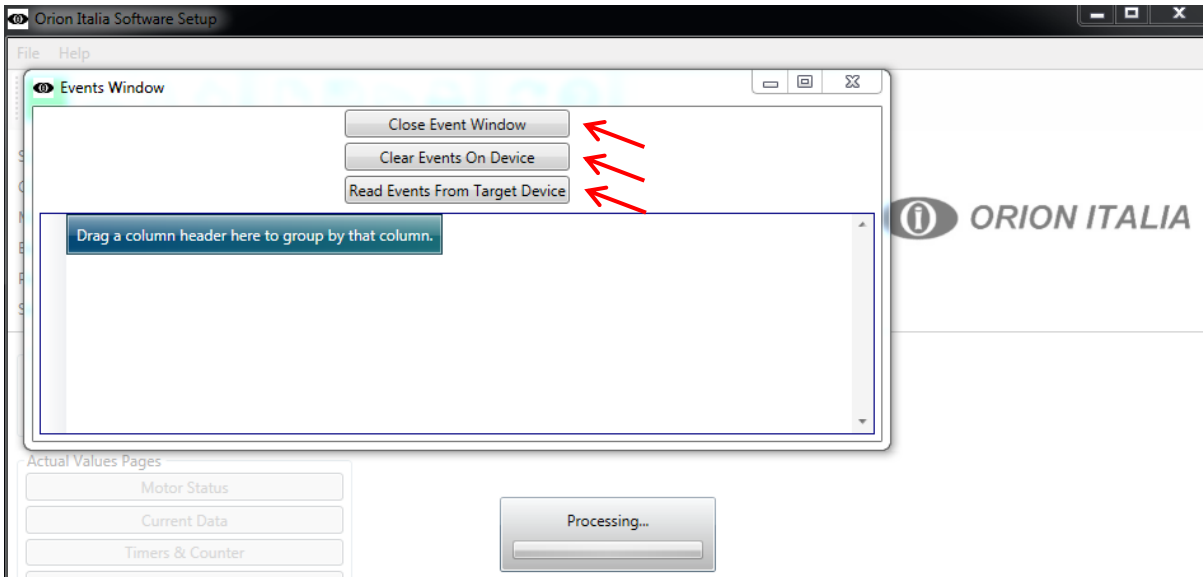 Orion Italia Software Setup
File Help
Events Window
Close Event Window
Clear Events On Device
Read Events From Target Device
Drag a column header here to group by that column.
ORION ITALIA
Actual Values Pages
Motor Status
Current Data
Timers & Counter
Processing...